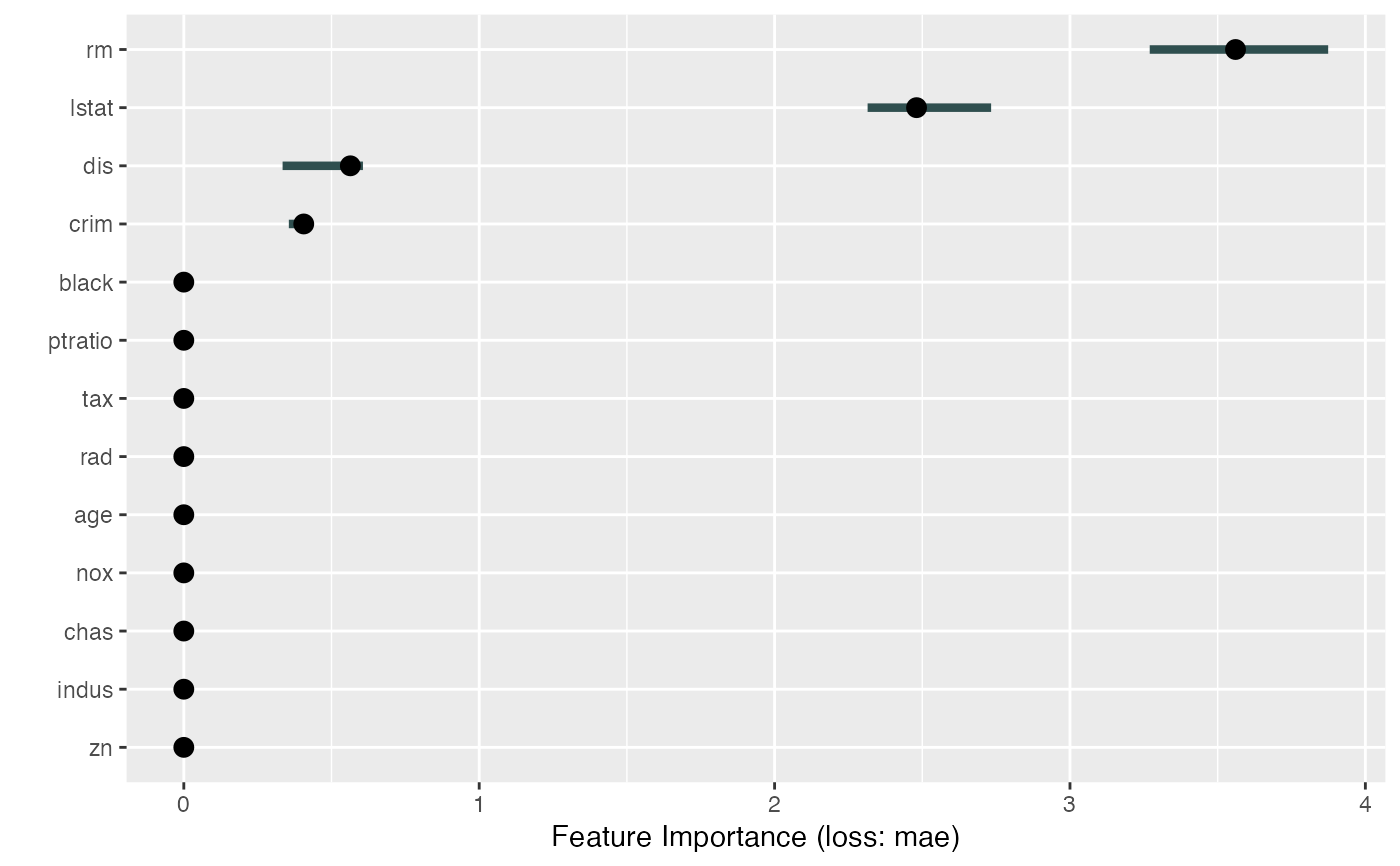 rm
lstat
dis
crim
black
ptratio
tax
rad
age
nox
chas
indus
zn
0 1 2 3 4
Feature Importance (loss: mae)